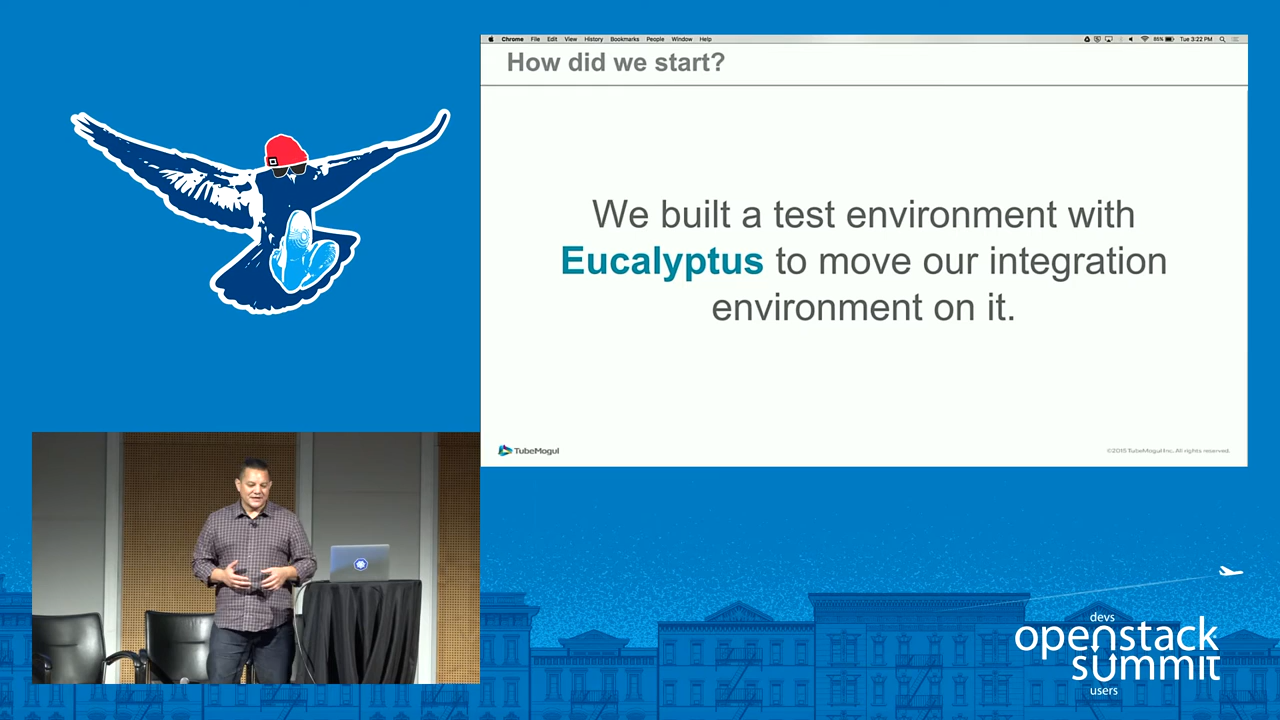 Chrome File Edit View History Bookmarks People Window Help
85% Tue 3:22 PM
How did we start?
We built a test environment with
Eucalyptus to move our integration
environment on it.
TubeMogul
©2015 TubeMogul Inc. All rights reserved.
devs
openstack
summit
users